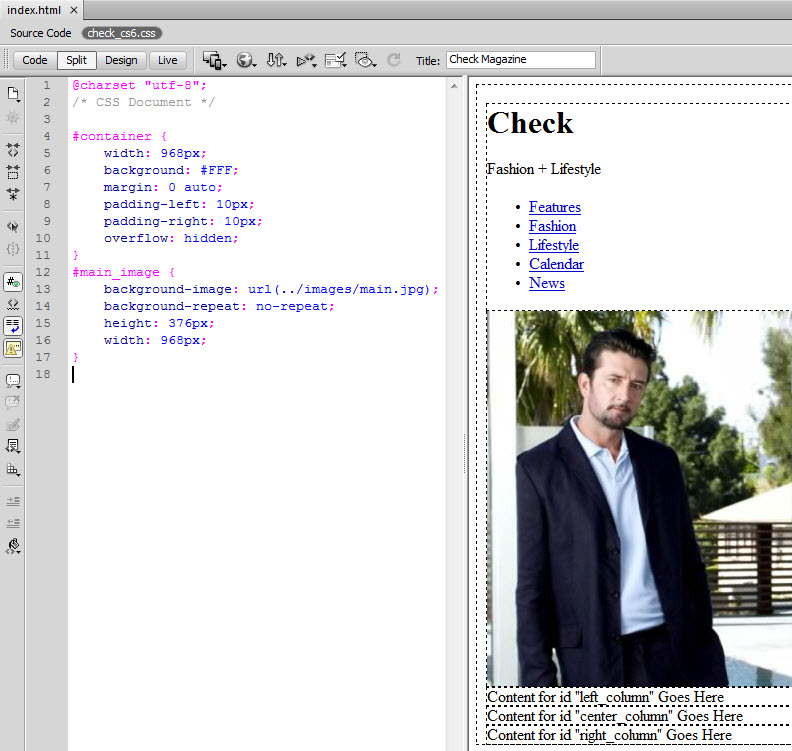 index.html ×
Source Code check_cs6.css
Code Split Design Live Title: Check Magazine
1 @charset "utf-8";
2 /* CSS Document */
3
4 #container {
5 width: 968px;
6 background: #FFF;
7 margin: 0 auto;
8 padding-left: 10px;
9 padding-right: 10px;
10 overflow: hidden;
11 }
12 #main_image {
13 background-image: url(../images/main.jpg);
14 background-repeat: no-repeat;
15 height: 376px;
16 width: 968px;
17 }
18
Check
Fashion + Lifestyle
• Features
• Fashion
• Lifestyle
• Calendar
• News
Content for id "left_column" Goes Here
Content for id "center_column" Goes Here
Content for id "right_column" Goes Here